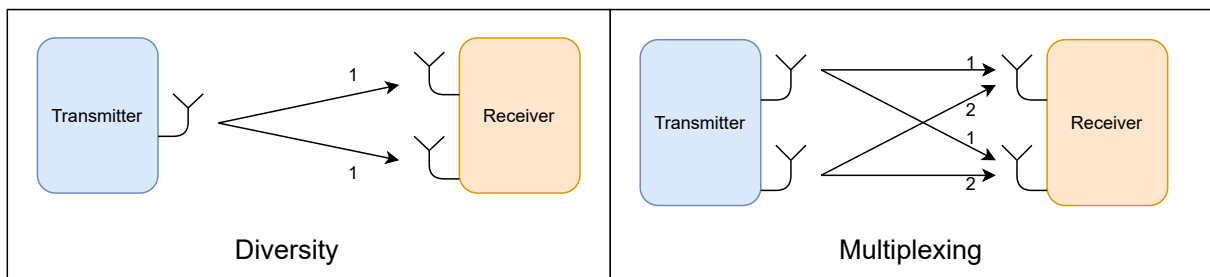 Transmitter
1
1
Receiver
Diversity
Transmitter
1
2
1
2
Receiver
Multiplexing